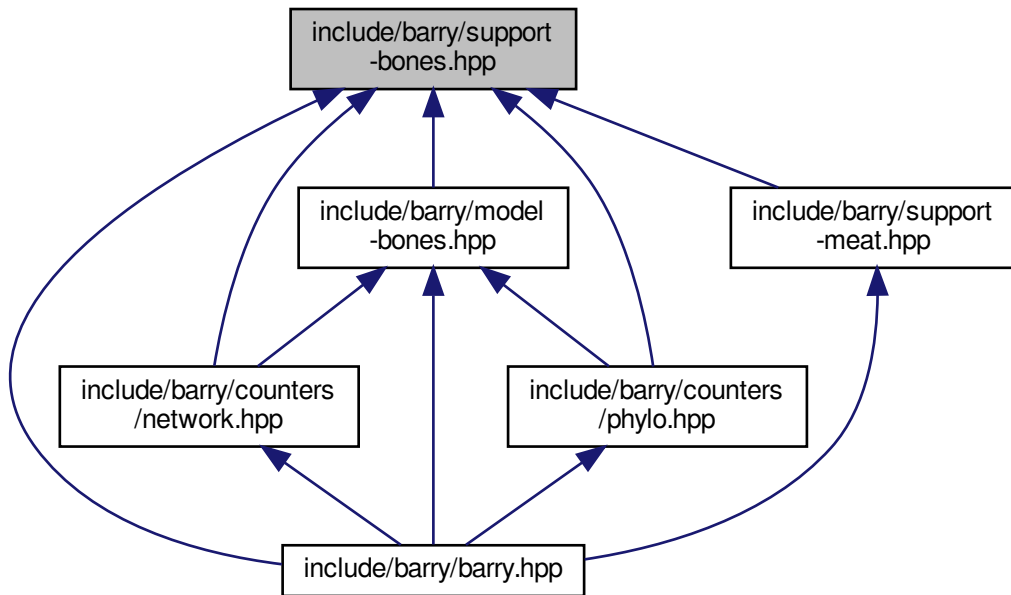 include/barry/support
-bones.hpp
include/barry/model
-bones.hpp
include/barry/support
-meat.hpp
include/barry/counters
/network.hpp
include/barry/counters
/phylo.hpp
include/barry/barry.hpp